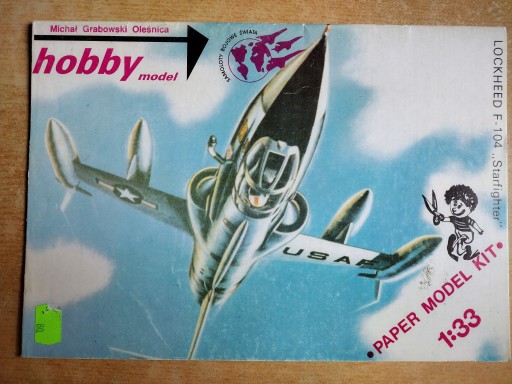 Michał Grabowski Oleśnica
hobby model
SAMOLOTY BOJOWE ŚWIATA
LOCKHEED F-104 „Starfighter"
USAF
• PAPER MODEL KIT •
1:33